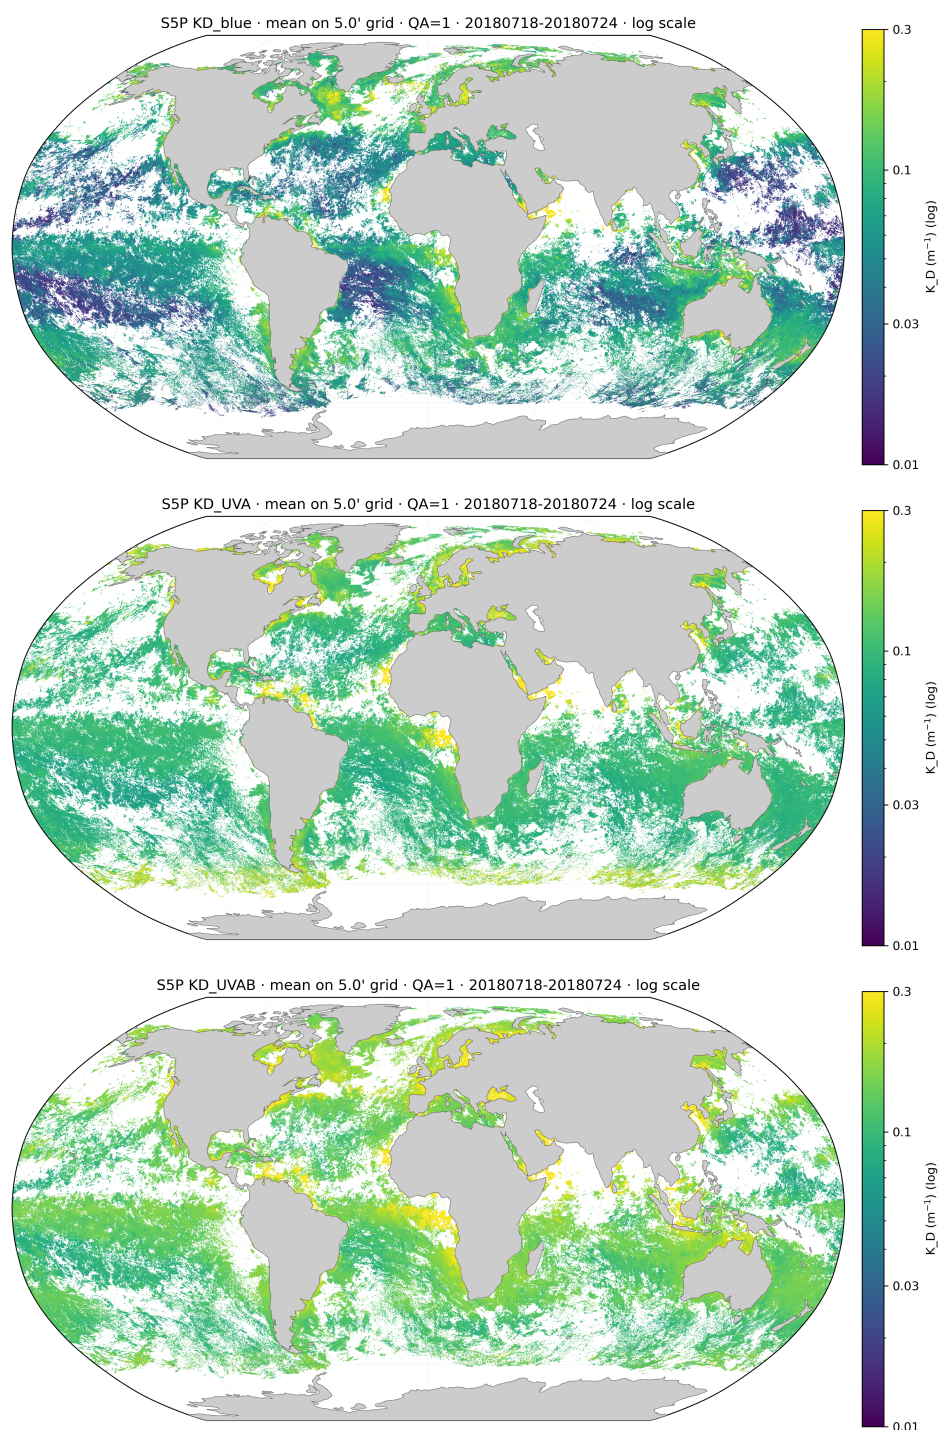 S5P KD_blue · mean on 5.0' grid · QA=1 · 20180718-20180724 · log scale
0.3
0.1
0.03
0.01
K_D (m⁻¹) (log)
S5P KD_UVA · mean on 5.0' grid · QA=1 · 20180718-20180724 · log scale
0.3
0.1
0.03
0.01
K_D (m⁻¹) (log)
S5P KD_UVAB · mean on 5.0' grid · QA=1 · 20180718-20180724 · log scale
0.3
0.1
0.03
0.01
K_D (m⁻¹) (log)